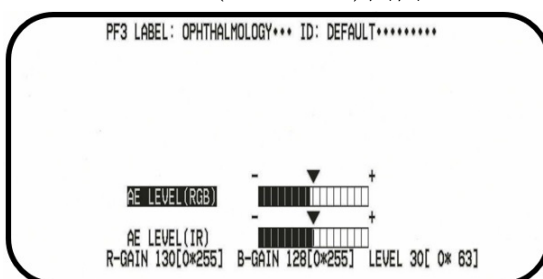 PF3 LABEL: OPHTHALMOLOGY♦♦♦ ID: DEFAULT♦♦♦♦♦♦♦♦♦
- +
AE LEVEL(RGB)
- +
AE LEVEL(IR)
R-GAIN 130[0*255] B-GAIN 128[0*255] LEVEL 30[ 0* 63]